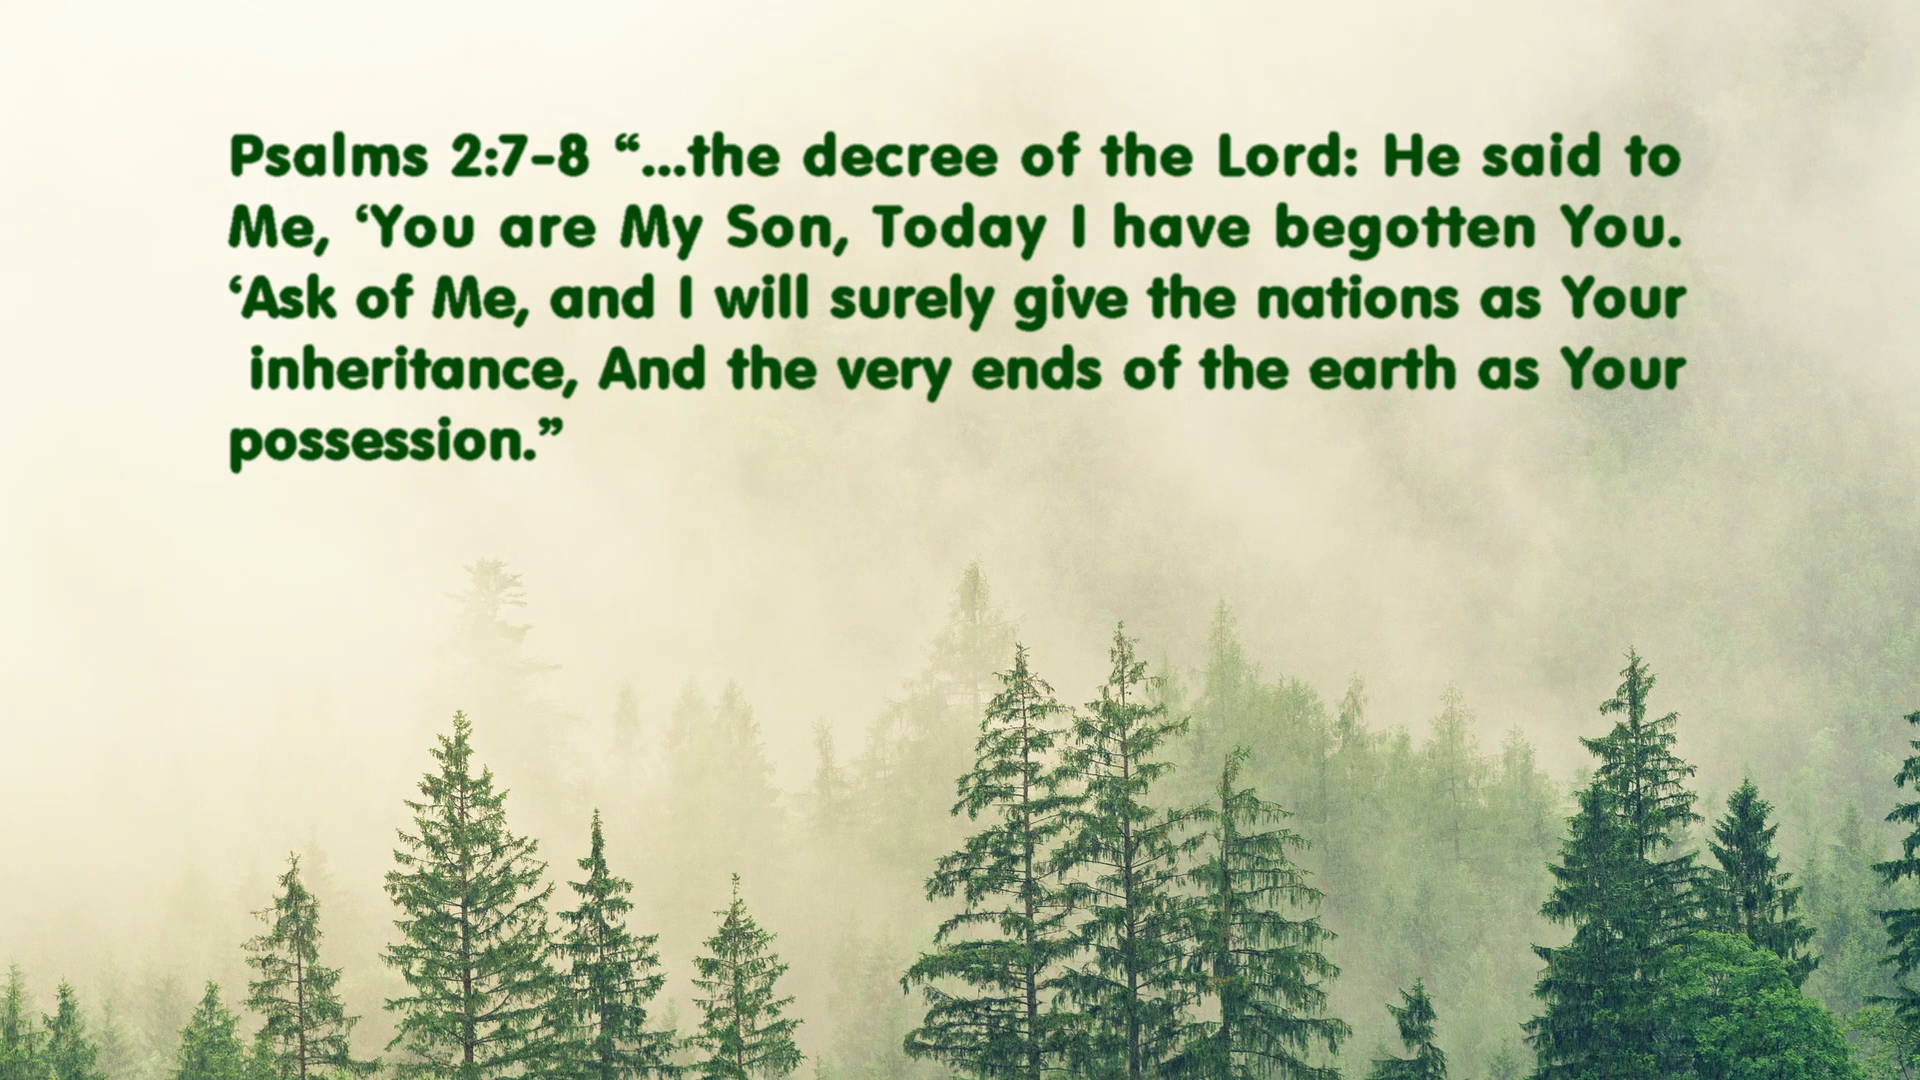 Psalms 2:7-8 “...the decree of the Lord: He said to
Me, ‘You are My Son, Today I have begotten You.
‘Ask of Me, and I will surely give the nations as Your
inheritance, And the very ends of the earth as Your
possession.”